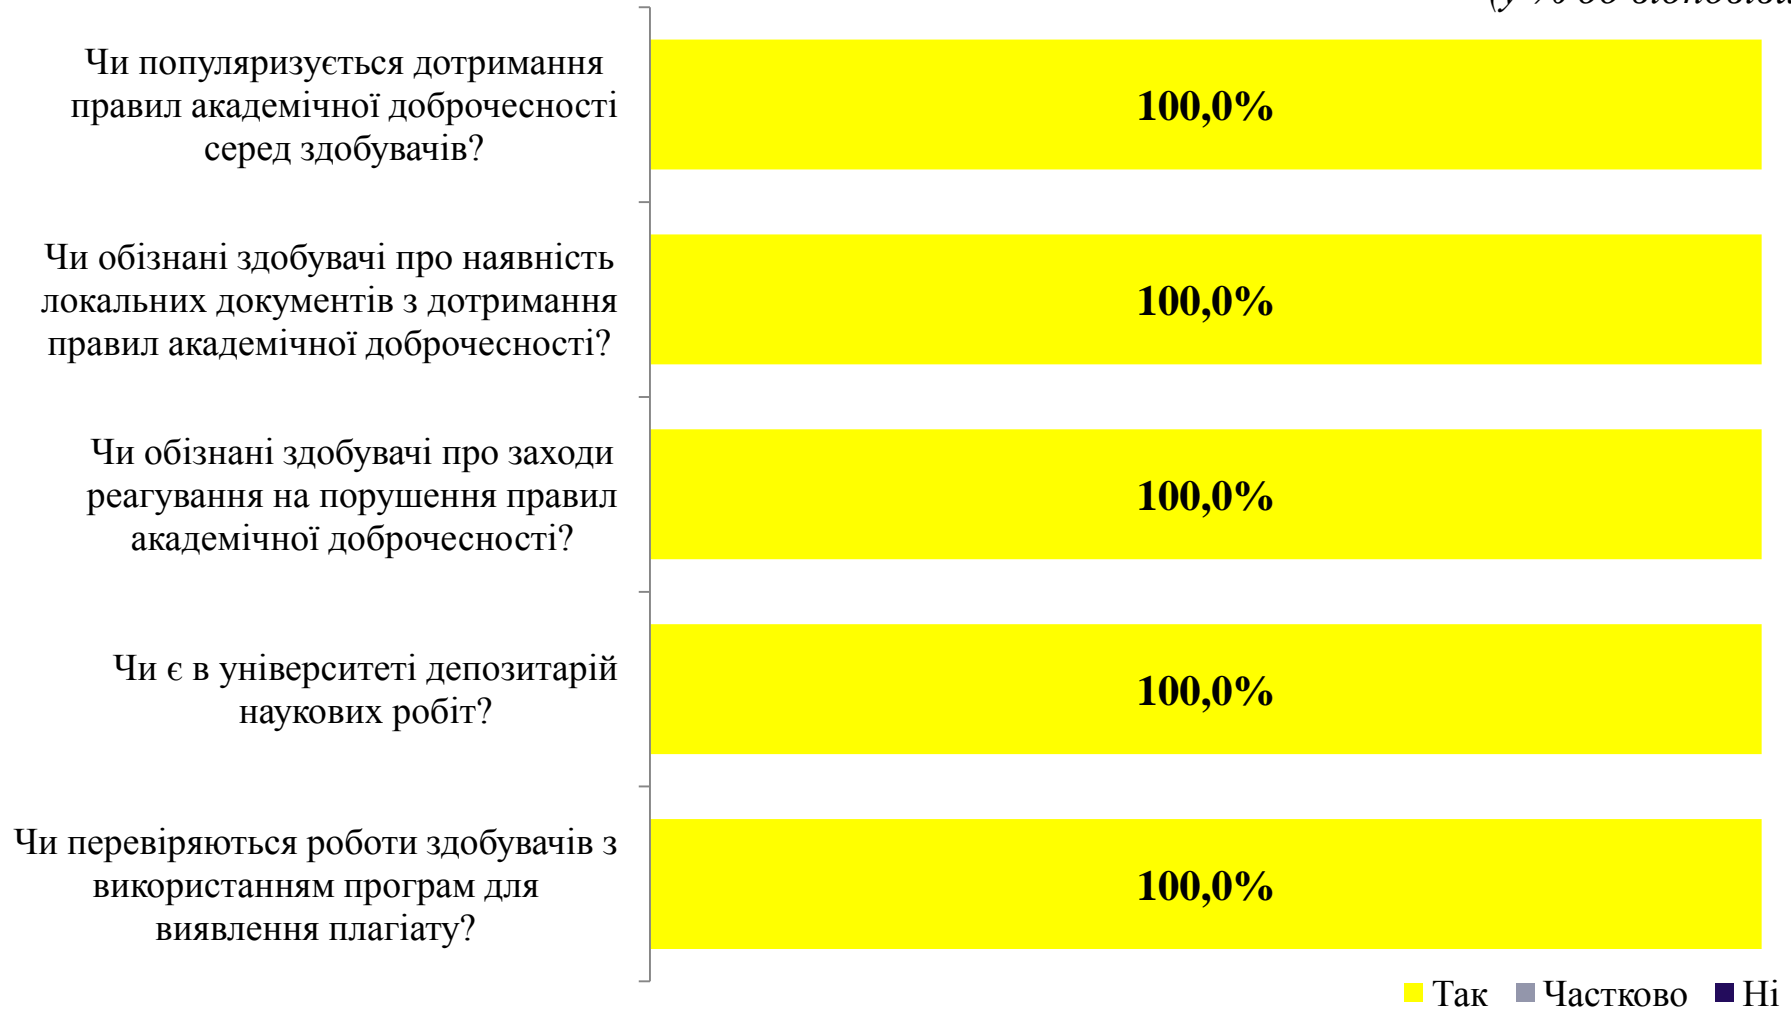 (у % до
Чи популяризується дотримання
правил академічної доброчесності
серед здобувачів?
100,0%
Чи обізнані здобувачі про наявність
локальних документів з дотримання
правил академічної доброчесності?
100,0%
Чи обізнані здобувачі про заходи
реагування на порушення правил
академічної доброчесності?
100,0%
Чи є в університеті депозитарій
наукових робіт?
100,0%
Чи перевіряються роботи здобувачів з
використанням програм для
виявлення плагіату?
100,0%
Так Частково Ні